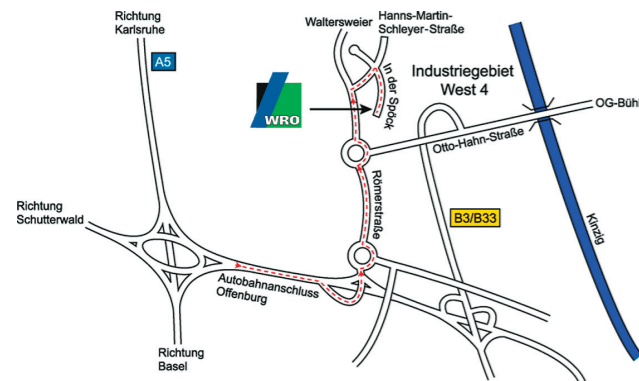 Richtung
Karlsruhe
A5
Waltersweier
Hanns-Martin-
Schleyer-Straße
In der Spöck
Industriegebiet
West 4
OG-Bühl
WRO
Otto-Hahn-Straße
Römerstraße
B3/B33
Kinzig
Richtung
Schutterwald
Autobahnanschluss
Offenburg
Richtung
Basel